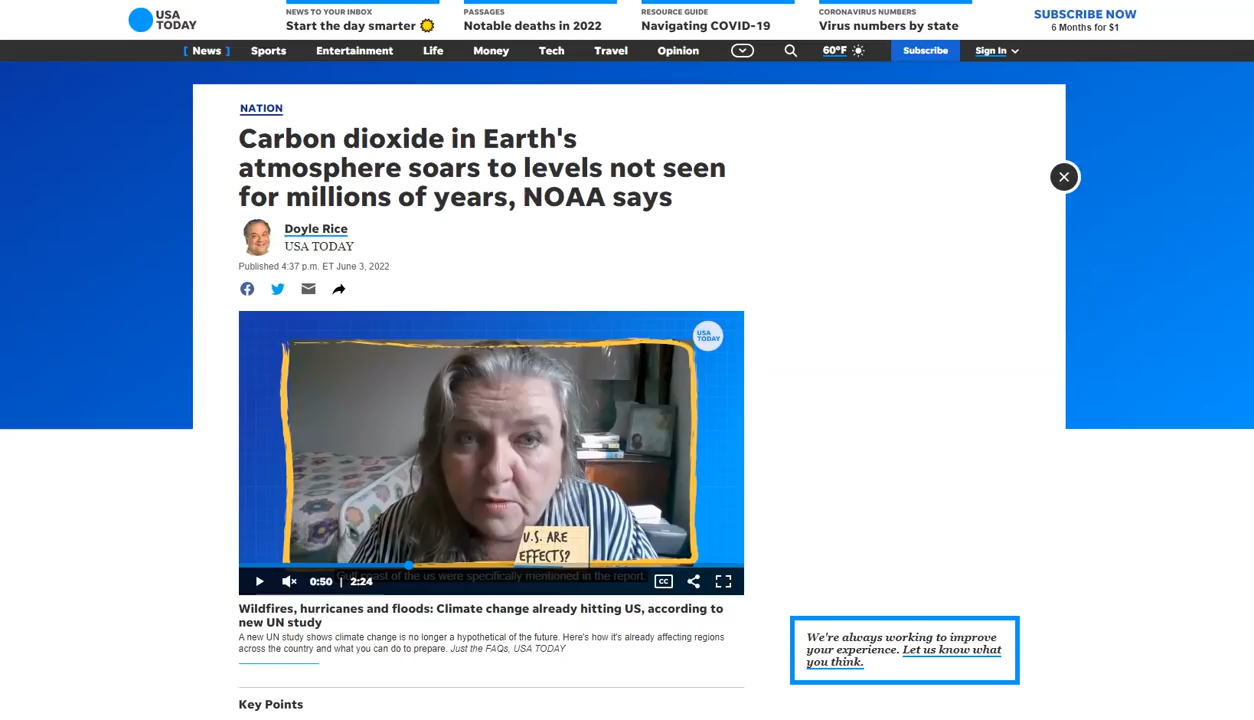 USA
TODAY
NEWS TO YOUR INBOX
Start the day smarter
PASSAGES
Notable deaths in 2022
RESOURCE GUIDE
Navigating COVID-19
CORONAVIRUS NUMBERS
Virus numbers by state
SUBSCRIBE NOW
6 Months for $1
[ News ] Sports Entertainment Life Money Tech Travel Opinion 60°F Subscribe Sign In
NATION
Carbon dioxide in Earth's
atmosphere soars to levels not seen
for millions of years, NOAA says
Doyle Rice
USA TODAY
Published 4:37 p.m. ET June 3, 2022
USA
TODAY
U.S. ARE
EFFECTS?
Gulf coast of the us were specifically mentioned in the report.
0:50 | 2:24 CC
Wildfires, hurricanes and floods: Climate change already hitting US, according to
new UN study
A new UN study shows climate change is no longer a hypothetical of the future. Here's how it's already affecting regions
across the country and what you can do to prepare. Just the FAQs, USA TODAY
We're always working to improve
your experience. Let us know what
you think.
Key Points